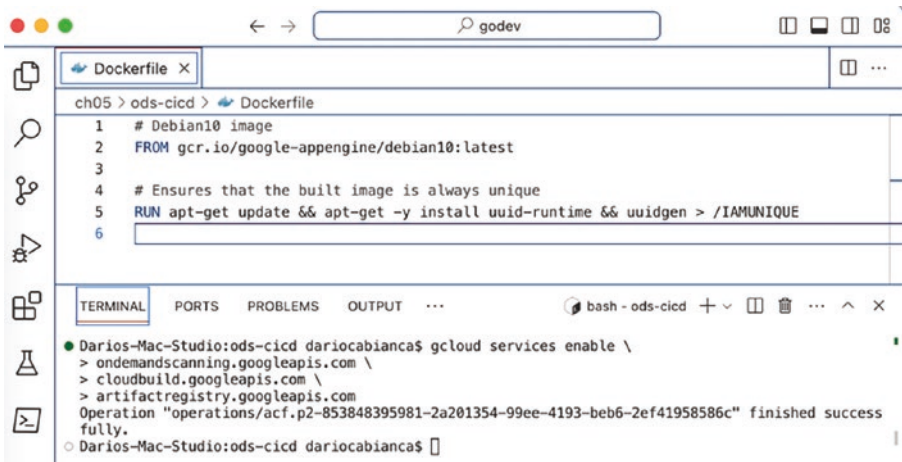 godev
Dockerfile ×
ch05 > ods-cicd > Dockerfile
1 # Debian10 image
2 FROM gcr.io/google-appengine/debian10:latest
3
4 # Ensures that the built image is always unique
5 RUN apt-get update && apt-get -y install uuid-runtime && uuidgen > /IAMUNIQUE
6
TERMINAL PORTS PROBLEMS OUTPUT ··· bash - ods-cicd
Darios-Mac-Studio:ods-cicd dariocabianca$ gcloud services enable \
> ondemandscanning.googleapis.com \
> cloudbuild.googleapis.com \
> artifactregistry.googleapis.com
Operation "operations/acf.p2-853848395981-2a201354-99ee-4193-beb6-2ef41958586c" finished success
fully.
Darios-Mac-Studio:ods-cicd dariocabianca$